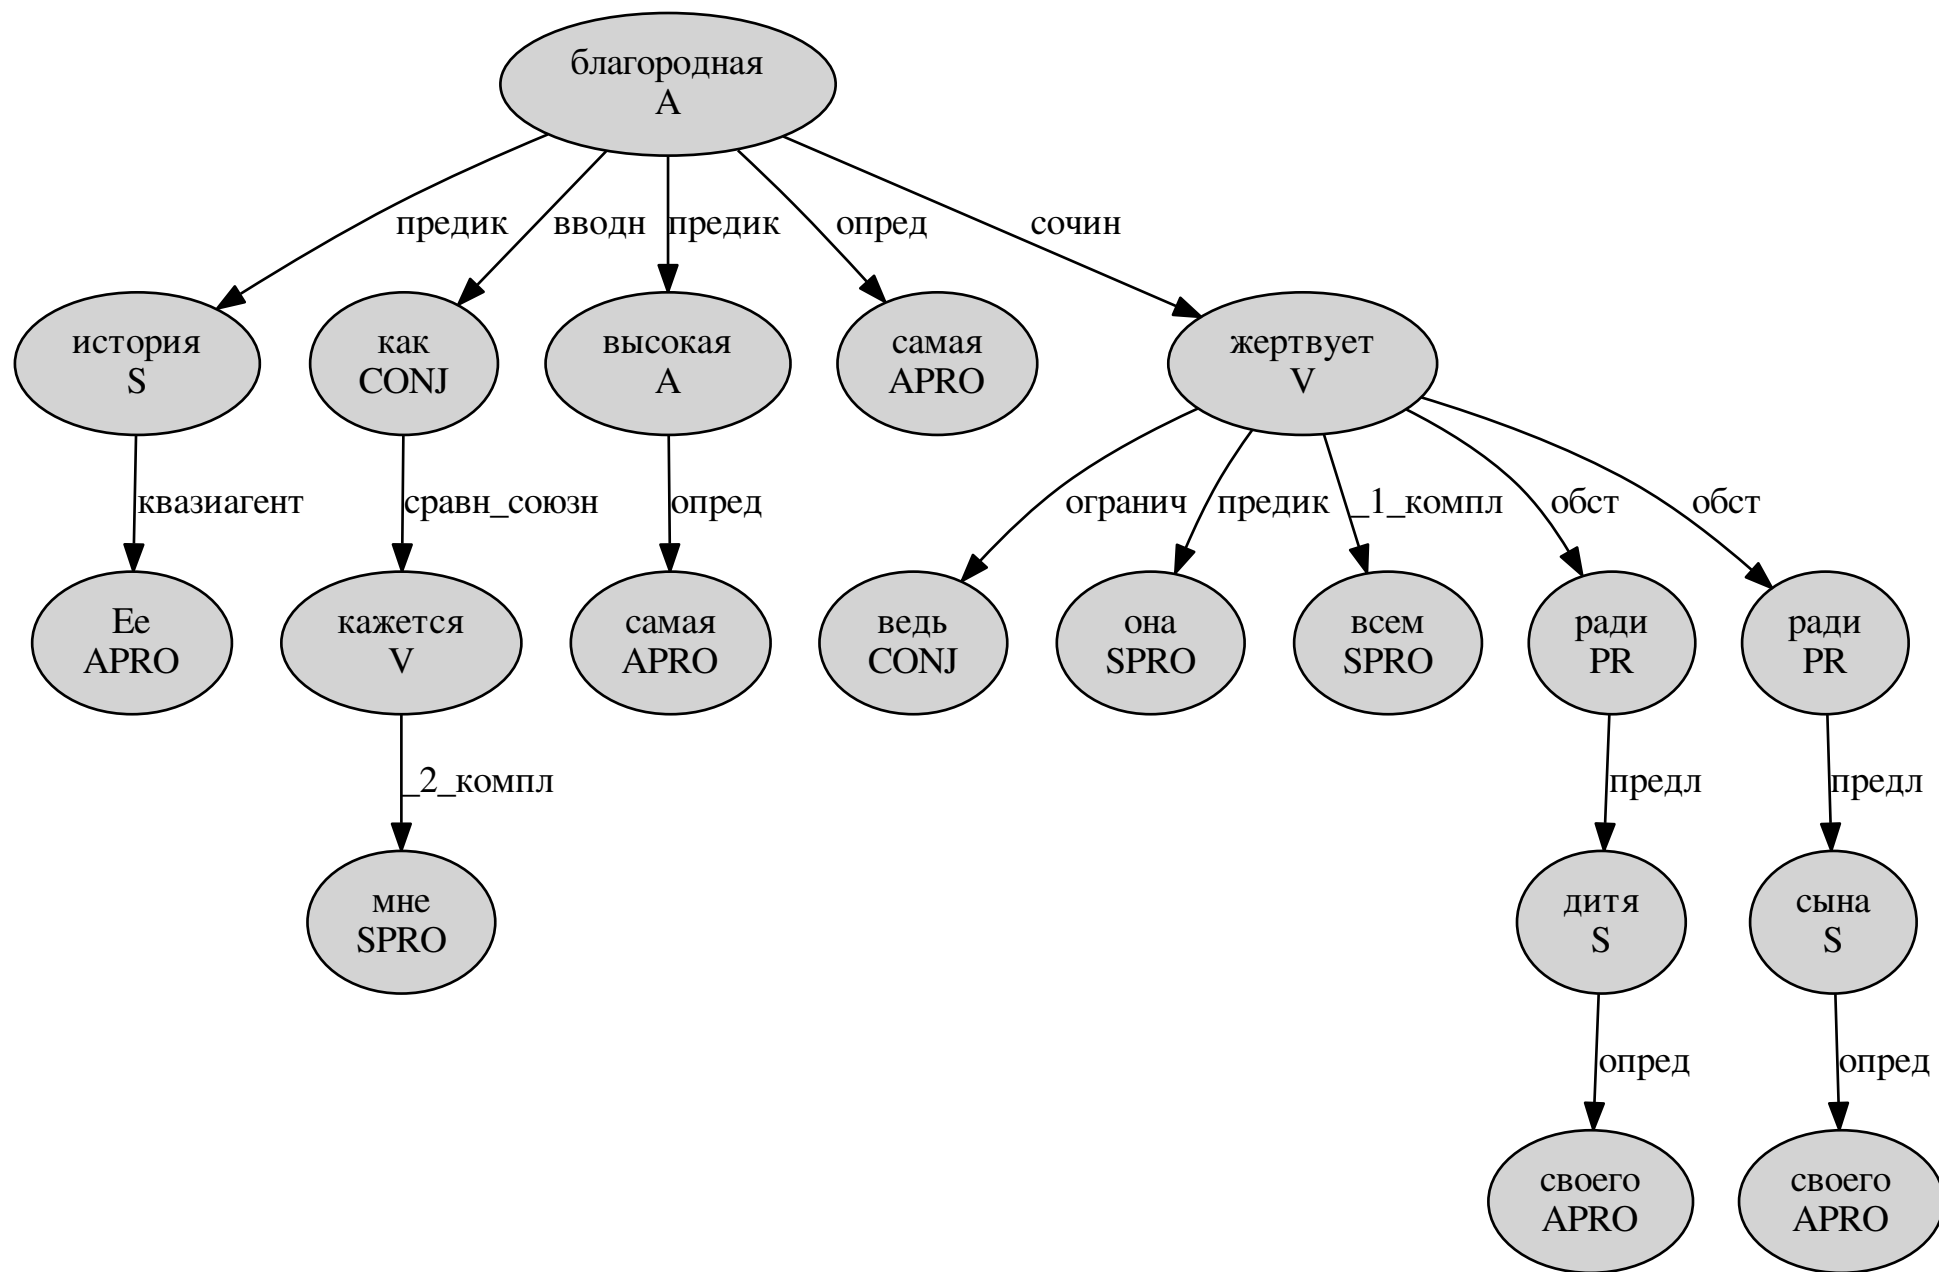 благородная
A
предик
вводн
предик
опред
сочин
история
S
как
CONJ
высокая
A
самая
APRO
жертвует
V
квазиагент
сравн_союзн
опред
огранич
предик
_1_компл
обст
обст
Ее
APRO
кажется
V
самая
APRO
ведь
CONJ
она
SPRO
всем
SPRO
ради
PR
ради
PR
_2_компл
предл
предл
мне
SPRO
дитя
S
сына
S
опред
опред
своего
APRO
своего
APRO